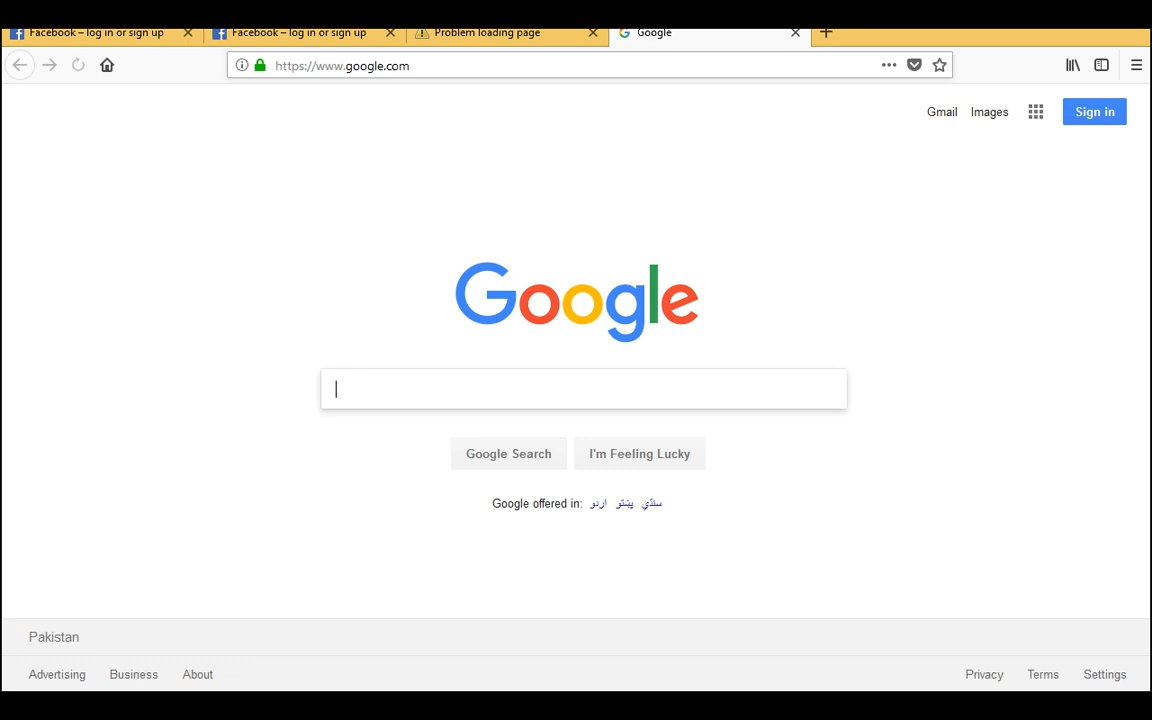 Facebook – log in or sign up Facebook – log in or sign up Problem loading page Google
https://www.google.com
Gmail Images Sign in
Google
Google Search I'm Feeling Lucky
Google offered in: اردو پښتو سنڌي
Pakistan
Advertising Business About Privacy Terms Settings